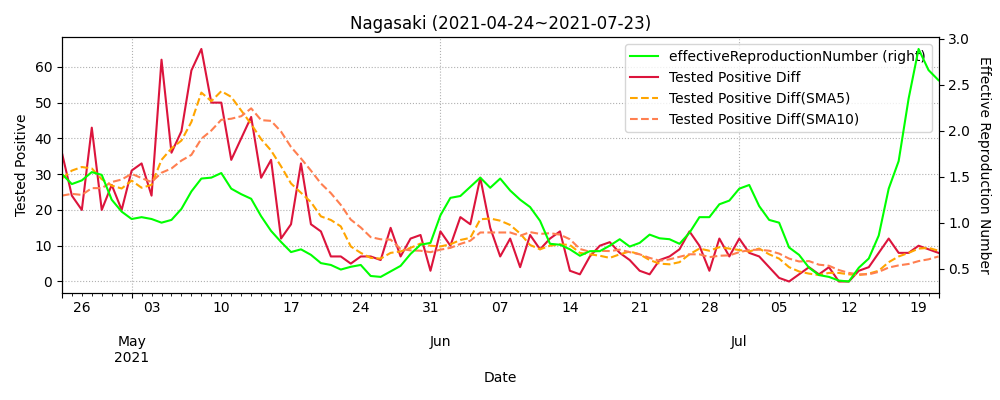 Nagasaki (2021-04-24~2021-07-23)
effectiveReproductionNumber (right)
Tested Positive Diff
Tested Positive Diff(SMA5)
Tested Positive Diff(SMA10)
Tested Positive
60
50
40
30
20
10
0
3.0
2.5
2.0
1.5
1.0
0.5
Effective Reproduction Number
26 03 10 17 24 31 07 14 21 28 05 12 19
May Jun Jul
2021
Date